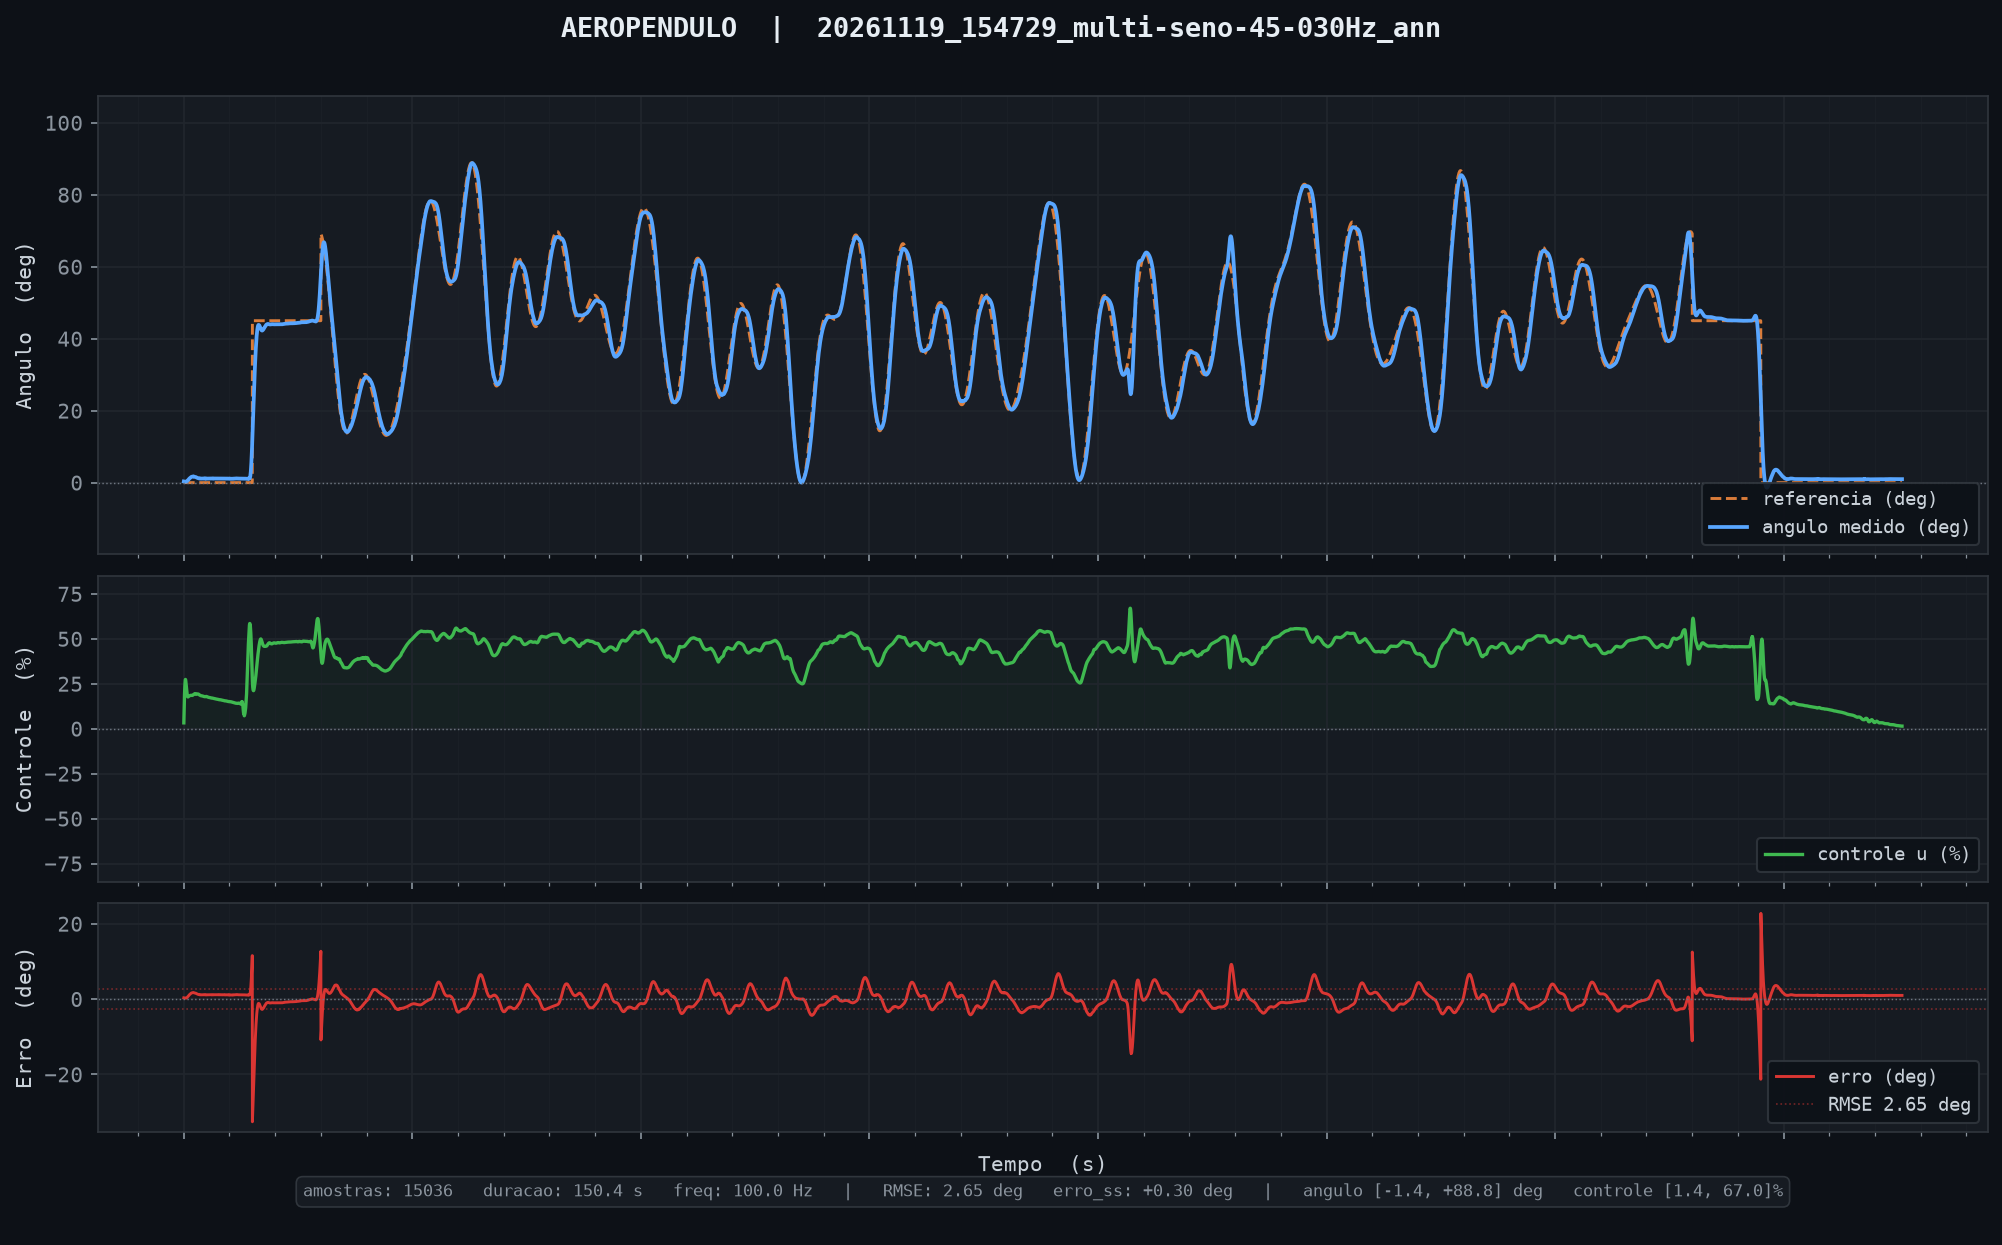 AEROPENDULO | 20261119_154729_multi-seno-45-030Hz_ann
100
80
60
40
20
0
Angulo (deg)
referencia (deg)
angulo medido (deg)
75
50
25
0
−25
−50
−75
Controle (%)
controle u (%)
20
0
−20
Erro (deg)
erro (deg)
RMSE 2.65 deg
Tempo (s)
amostras: 15036 duracao: 150.4 s freq: 100.0 Hz | RMSE: 2.65 deg erro_ss: +0.30 deg | angulo [-1.4, +88.8] deg controle [1.4, 67.0]%